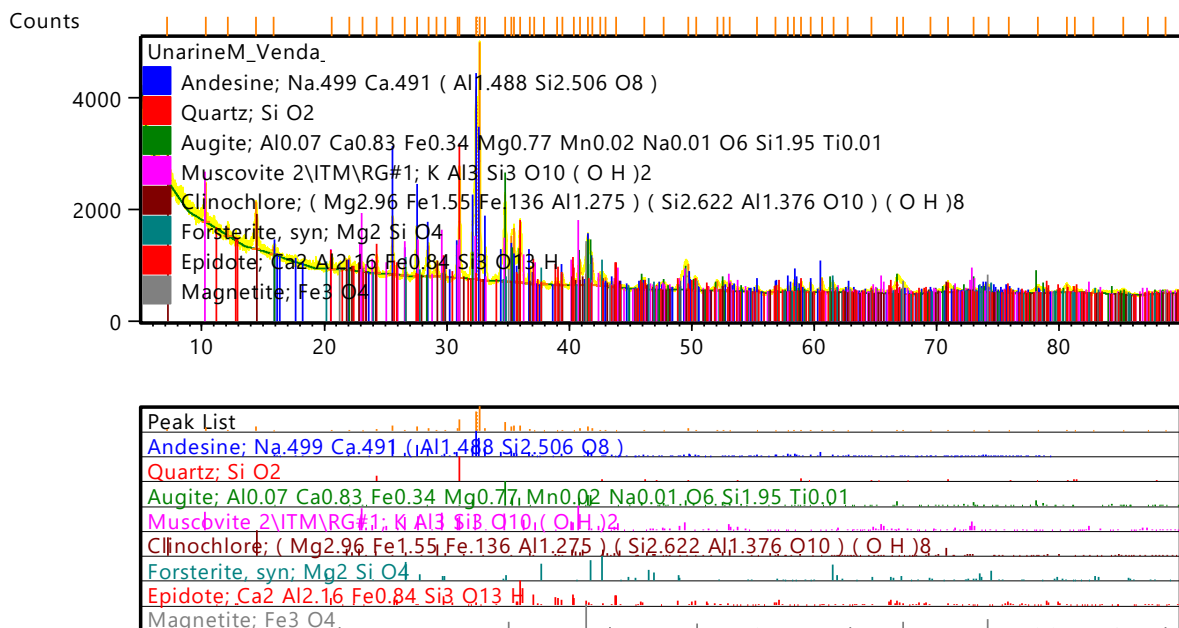 Counts
UnarineM_Venda_
Andesine; Na.499 Ca.491 ( Al1.488 Si2.506 O8 )
4000
Quartz; Si O2
Augite; Al0.07 Ca0.83 Fe0.34 Mg0.77 Mn0.02 Na0.01 O6 Si1.95 Ti0.01
Muscovite 2\ITM\RG#1; K Al3 Si3 O10 ( O H )2
2000
Clinochlore; ( Mg2.96 Fe1.55 Fe.136 Al1.275 ) ( Si2.622 Al1.376 O10 ) ( O H )8
Forsterite, syn; Mg2 Si O4
Epidote; Ca2 Al2.16 Fe0.84 Si3 O13 H
Magnetite; Fe3 O4
0
10 20 30 40 50 60 70 80
Peak List
Andesine; Na.499 Ca.491 ( Al1.488 Si2.506 O8 )
Quartz; Si O2
Augite; Al0.07 Ca0.83 Fe0.34 Mg0.77 Mn0.02 Na0.01 O6 Si1.95 Ti0.01
Muscovite 2\ITM\RG#1; K Al3 Si3 O10 ( O H )2
Clinochlore; ( Mg2.96 Fe1.55 Fe.136 Al1.275 ) ( Si2.622 Al1.376 O10 ) ( O H )8
Forsterite, syn; Mg2 Si O4
Epidote; Ca2 Al2.16 Fe0.84 Si3 O13 H
Magnetite; Fe3 O4